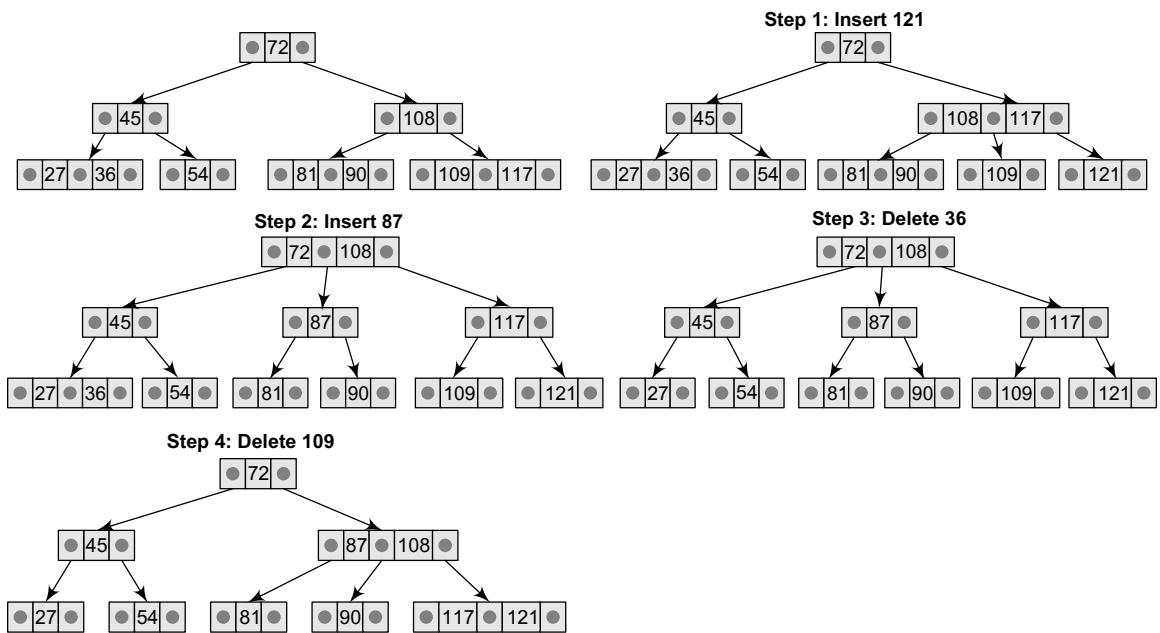 72
45 108
27 36 54 81 90 109 117
Step 1: Insert 121
72
45 108 117
27 36 54 81 90 109 121
Step 2: Insert 87
72 108
45 87 117
27 36 54 81 90 109 121
Step 3: Delete 36
72 108
45 87 117
27 54 81 90 109 121
Step 4: Delete 109
72
45 87 108
27 54 81 90 117 121